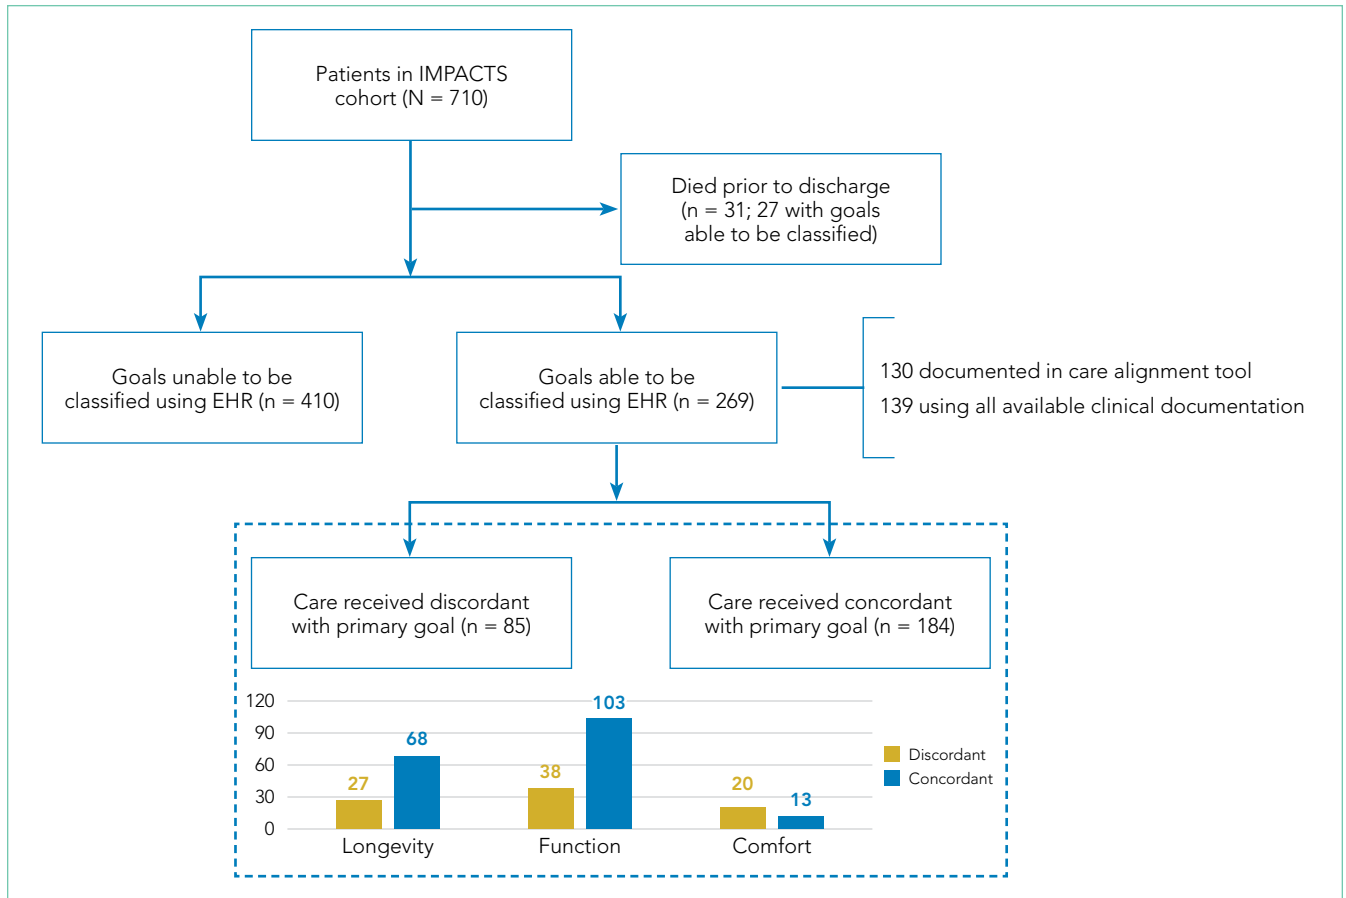 Patients in IMPACTS
cohort (N = 710)
Died prior to discharge
(n = 31; 27 with goals
able to be classified)
Goals unable to be
classified using EHR (n = 410)
Goals able to be
classified using EHR (n = 269)
130 documented in care alignment tool
139 using all available clinical documentation
Care received discordant
with primary goal (n = 85)
Care received concordant
with primary goal (n = 184)
120
90
60
30
0
27
68
38
103
20
13
Longevity
Function
Comfort
Discordant
Concordant